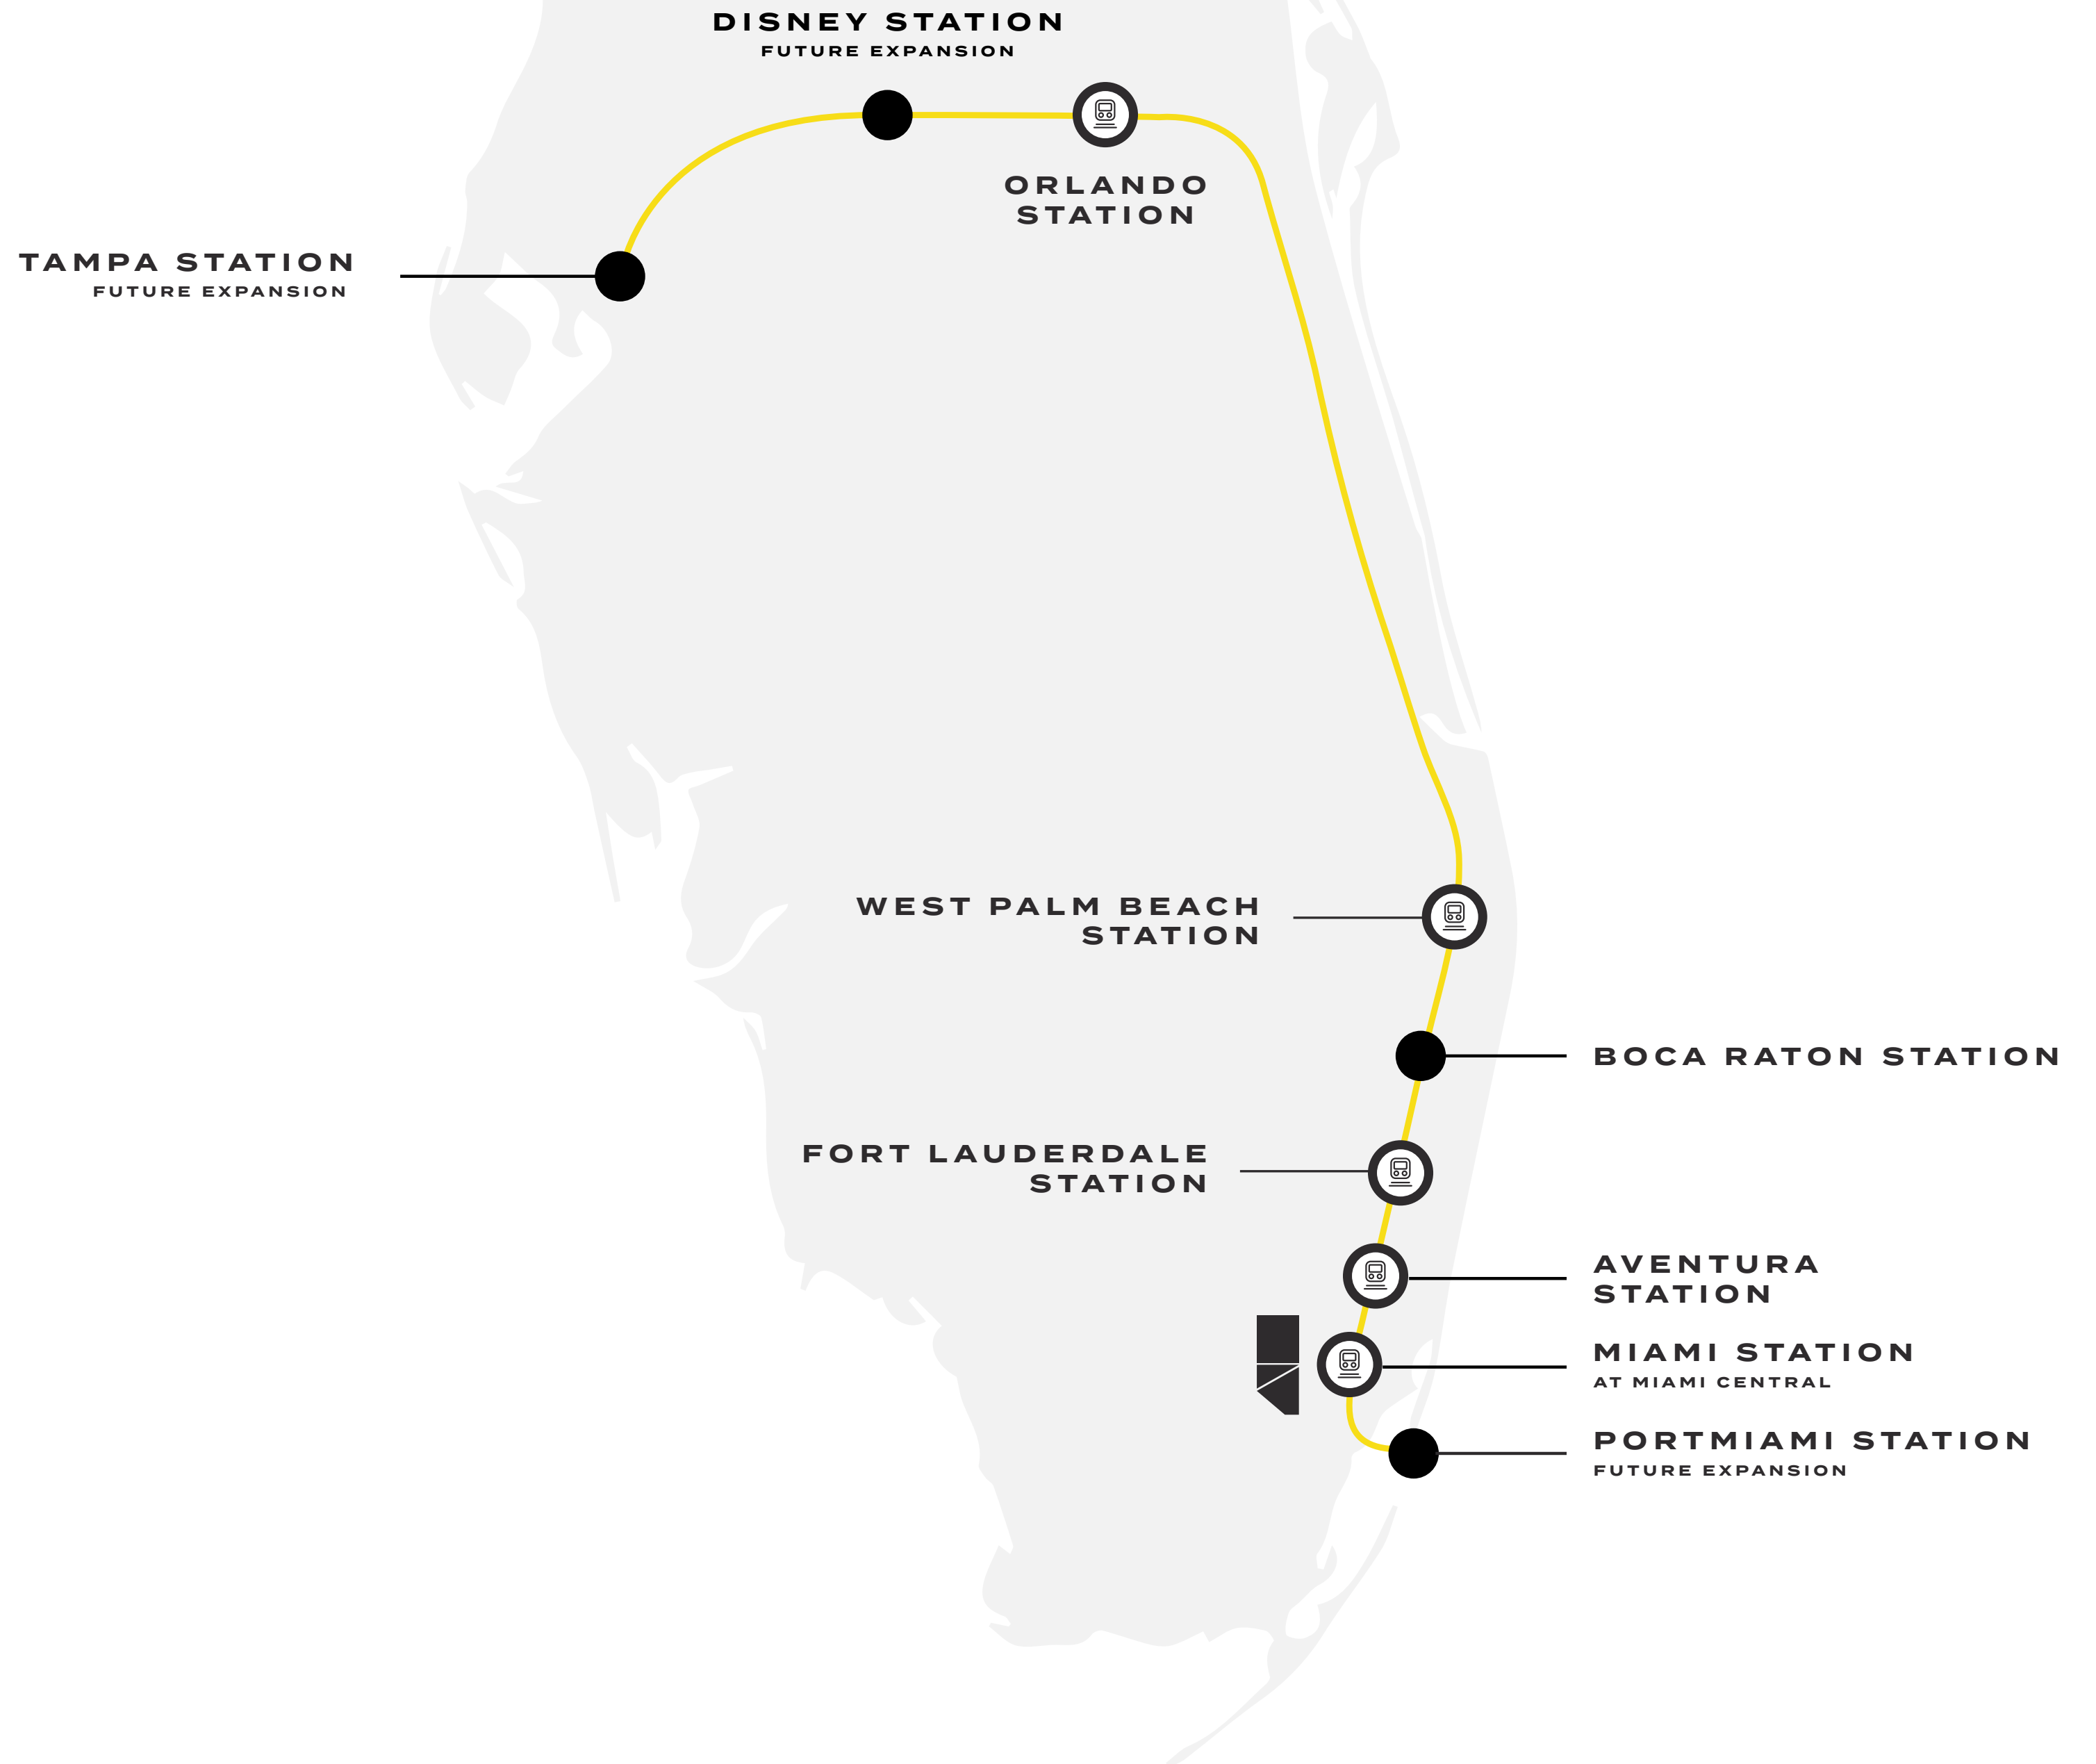 DISNEY STATION
FUTURE EXPANSION
ORLANDO
STATION
TAMPA STATION
FUTURE EXPANSION
WEST PALM BEACH
STATION
BOCA RATON STATION
FORT LAUDERDALE
STATION
AVENTURA
STATION
MIAMI STATION
AT MIAMI CENTRAL
PORTMIAMI STATION
FUTURE EXPANSION